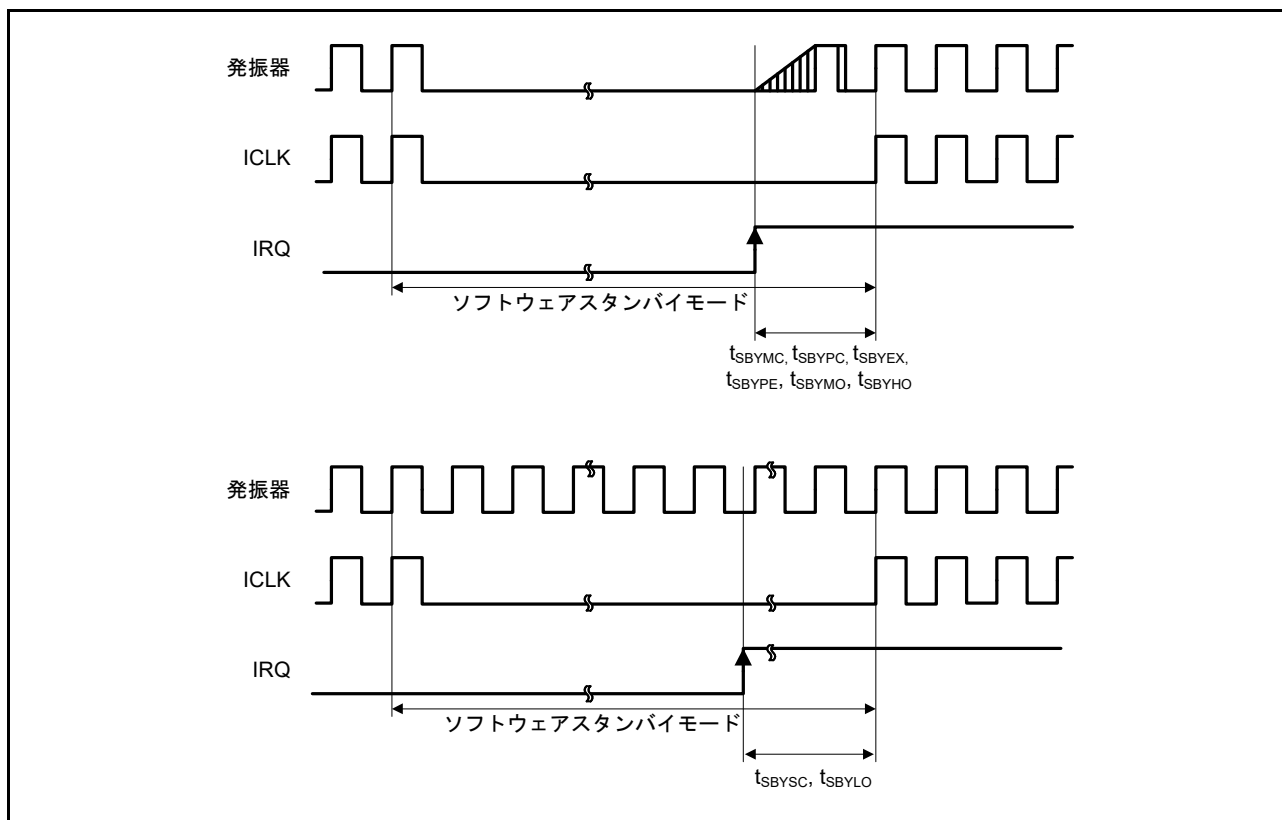 発振器
ICLK
IRQ
ソフトウェアスタンバイモード
tSBYMC, tSBYPC, tSBYEX,
tSBYPE, tSBYMO, tSBYHO
発振器
ICLK
IRQ
ソフトウェアスタンバイモード
tSBYSC, tSBYLO